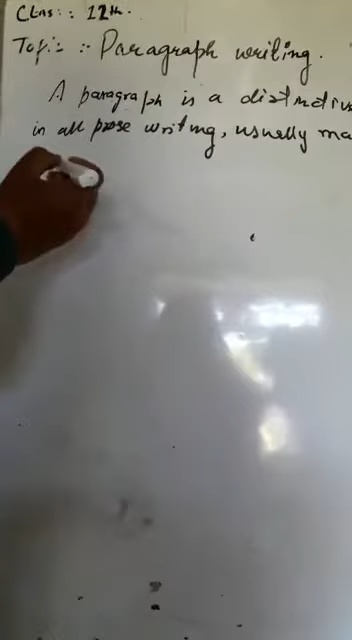 Class:: 12th.
Topic :- Paragraph writing.
A paragraph is a
in all prose writing, usually